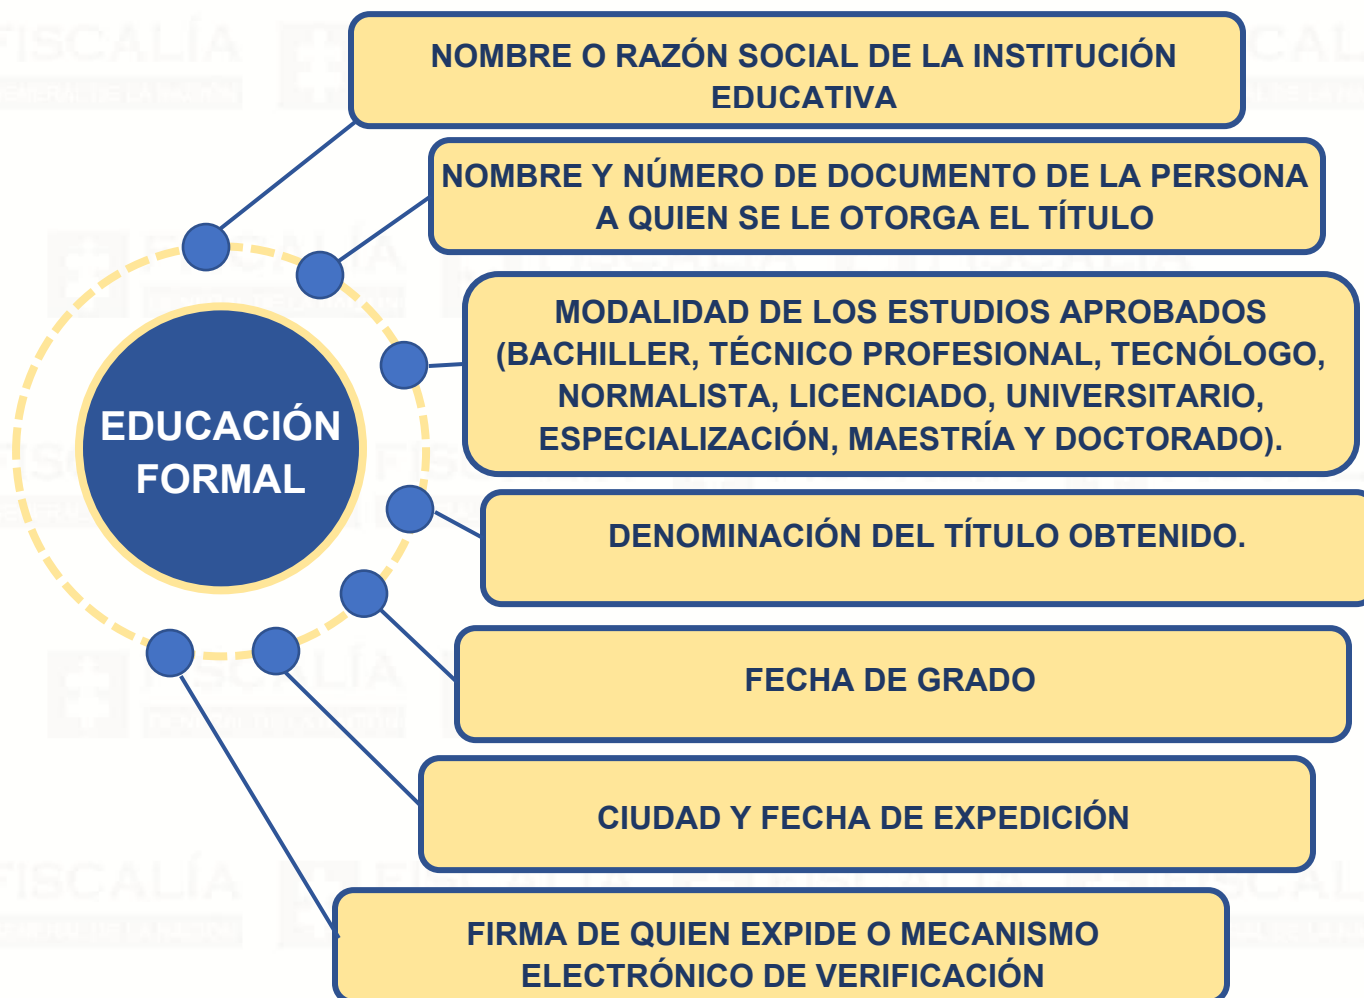 NOMBRE O RAZÓN SOCIAL DE LA INSTITUCIÓN
EDUCATIVA
NOMBRE Y NÚMERO DE DOCUMENTO DE LA PERSONA
A QUIEN SE LE OTORGA EL TÍTULO
MODALIDAD DE LOS ESTUDIOS APROBADOS
(BACHILLER, TÉCNICO PROFESIONAL, TECNÓLOGO,
NORMALISTA, LICENCIADO, UNIVERSITARIO,
ESPECIALIZACIÓN, MAESTRÍA Y DOCTORADO).
EDUCACIÓN
FORMAL
DENOMINACIÓN DEL TÍTULO OBTENIDO.
FECHA DE GRADO
CIUDAD Y FECHA DE EXPEDICIÓN
FIRMA DE QUIEN EXPIDE O MECANISMO
ELECTRÓNICO DE VERIFICACIÓN